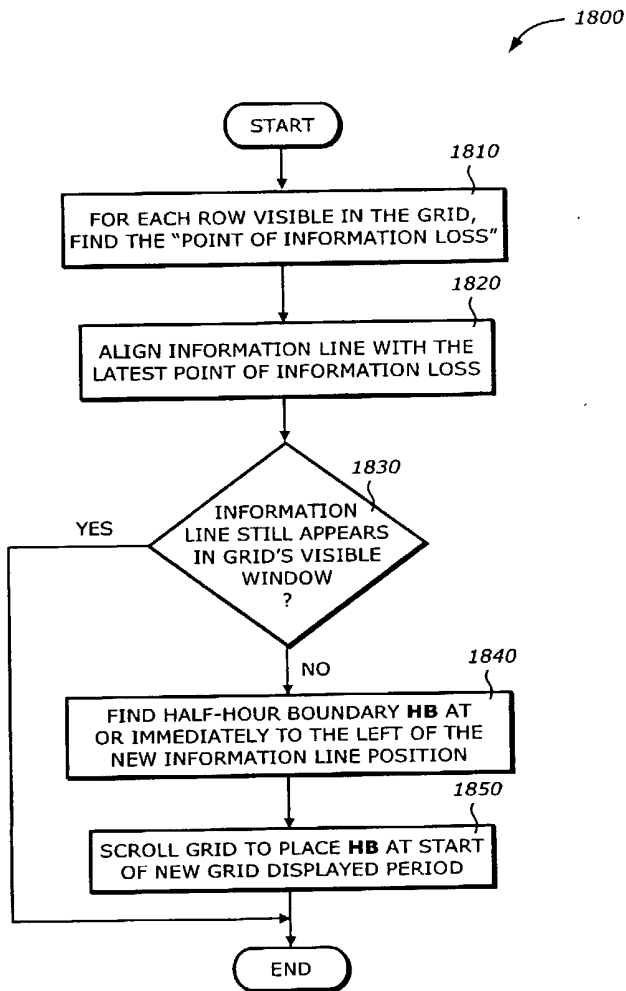 1800
START
1810
FOR EACH ROW VISIBLE IN THE GRID,
FIND THE “POINT OF INFORMATION LOSS”
1820
ALIGN INFORMATION LINE WITH THE
LATEST POINT OF INFORMATION LOSS
1830
INFORMATION
LINE STILL APPEARS
IN GRID'S VISIBLE
WINDOW
?
YES
NO
1840
FIND HALF-HOUR BOUNDARY HB AT
OR IMMEDIATELY TO THE LEFT OF THE
NEW INFORMATION LINE POSITION
1850
SCROLL GRID TO PLACE HB AT START
OF NEW GRID DISPLAYED PERIOD
END